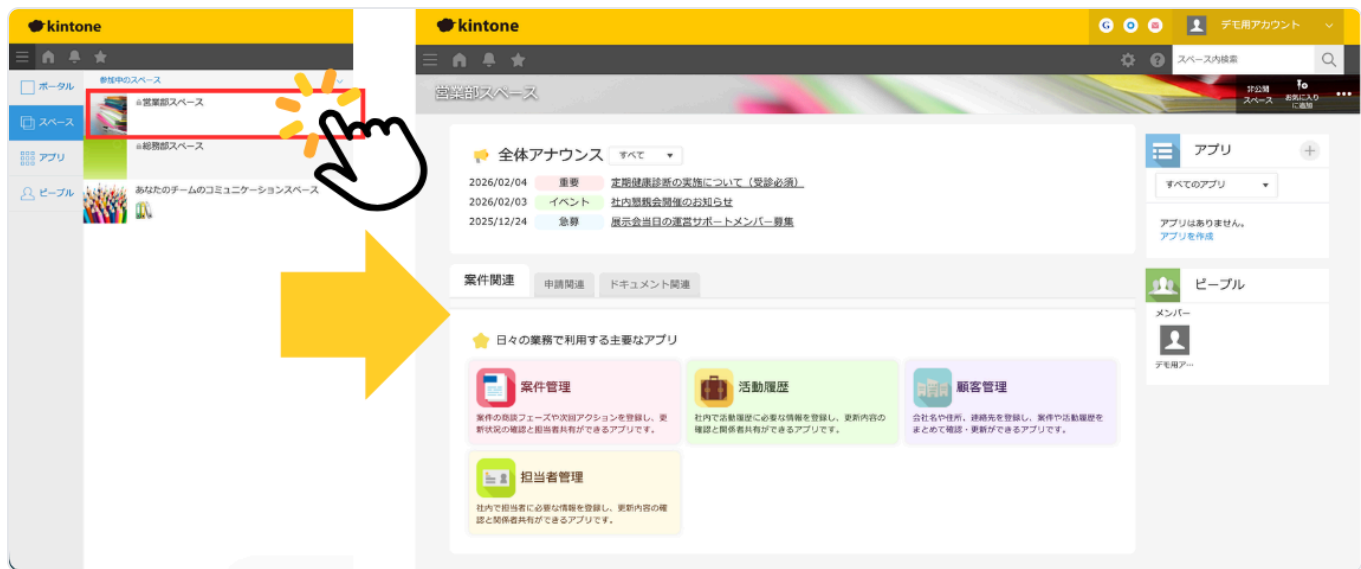 kintone
ポータル
スペース
アプリ
ピープル
参加中のスペース
営業部スペース
総務部スペース
あなたのチームのコミュニケーションスペース
kintone
G
デモ用アカウント
スペース内検索
営業部スペース
非公開
スペース
お気に入り
に追加
全体アナウンス すべて
2026/02/04 重要 定期健康診断の実施について（受診必須）
2026/02/03 イベント 社内懇親会開催のお知らせ
2025/12/24 急募 展示会当日の運営サポートメンバー募集
案件関連 申請関連 ドキュメント関連
日々の業務で利用する主要なアプリ
案件管理
案件の商談フェーズや次回アクションを登録し、更
新状況の確認と担当者共有ができるアプリです。
活動履歴
社内で活動履歴に必要な情報を登録し、更新内容の
確認と関係者共有ができるアプリです。
顧客管理
会社名や住所、連絡先を登録し、案件や活動履歴を
まとめて確認・更新ができるアプリです。
担当者管理
社内で担当者に必要な情報を登録し、更新内容の確
認と関係者共有ができるアプリです。
アプリ
すべてのアプリ
アプリはありません。
アプリを作成
ピープル
メンバー
デモ用ア…